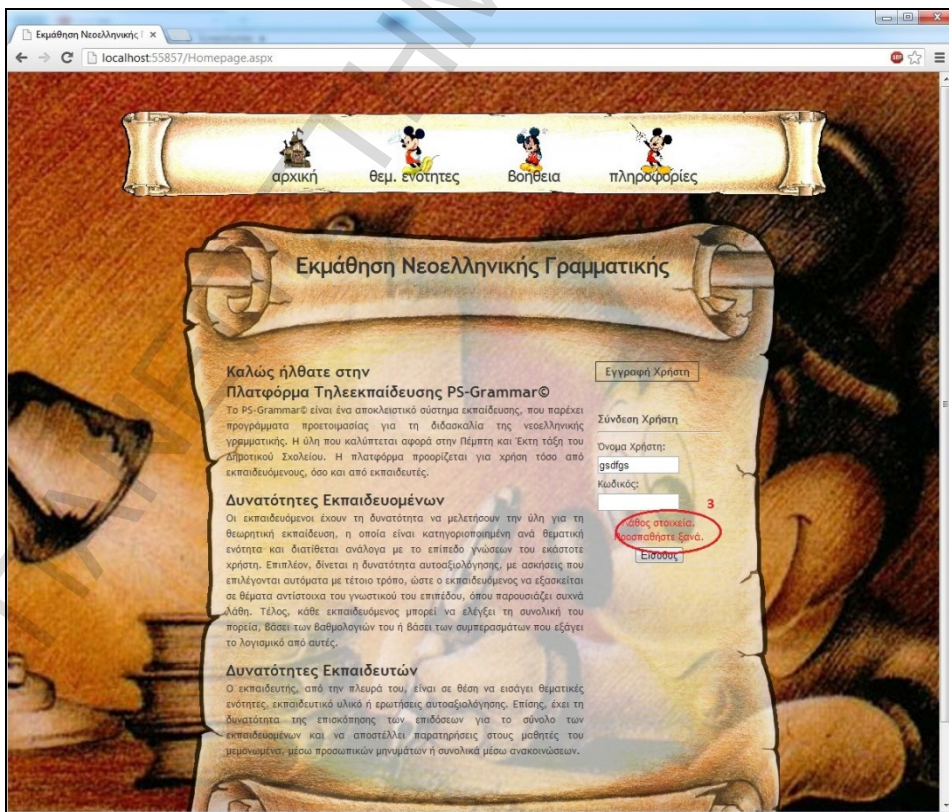 Εκμάθηση Νεοελληνικής Γ
localhost:55857/Homepage.aspx
αρχική θεμ. ενότητες βοήθεια πληροφορίες
Εκμάθηση Νεοελληνικής Γραμματικής
Καλώς ήλθατε στην
Πλατφόρμα Τηλεεκπαίδευσης PS-Grammar©
Το PS-Grammar© είναι ένα αποκλειστικό σύστημα εκπαίδευσης, που παρέχει
προγράμματα προετοιμασίας για τη διδασκαλία της νεοελληνικής
γραμματικής. Η ύλη που καλύπτεται αφορά στην Πέμπτη και Έκτη τάξη του
Δημοτικού Σχολείου. Η πλατφόρμα προορίζεται για χρήση τόσο από
εκπαιδευόμενους, όσο και από εκπαιδευτές.
Δυνατότητες Εκπαιδευομένων
Οι εκπαιδευόμενοι έχουν τη δυνατότητα να μελετήσουν την ύλη για τη
θεωρητική εκπαίδευση, η οποία είναι κατηγοριοποιημένη ανά θεματική
ενότητα και διατίθεται ανάλογα με το επίπεδο γνώσεων του εκάστοτε
χρήστη. Επιπλέον, δίνεται η δυνατότητα αυτοαξιολόγησης, με ασκήσεις που
επιλέγονται αυτόματα με τέτοιο τρόπο, ώστε ο εκπαιδευόμενος να εξασκείται
σε θέματα αντίστοιχα του γνωστικού του επιπέδου, όπου παρουσιάζει συχνά
λάθη. Τέλος, κάθε εκπαιδευόμενος μπορεί να ελέγξει τη συνολική του
πορεία, βάσει των βαθμολογιών του ή βάσει των συμπερασμάτων που εξάγει
το λογισμικό από αυτές.
Δυνατότητες Εκπαιδευτών
Ο εκπαιδευτής, από την πλευρά του, είναι σε θέση να εισάγει θεματικές
ενότητες, εκπαιδευτικό υλικό ή ερωτήσεις αυτοαξιολόγησης. Επίσης, έχει τη
δυνατότητα της επισκόπησης των επιδόσεων για το σύνολο των
εκπαιδευομένων και να αποστέλλει παρατηρήσεις στους μαθητές του
μεμονωμένα, μέσω προσωπικών μηνυμάτων ή συνολικά μέσω ανακοινώσεων.
Εγγραφή Χρήστη
Σύνδεση Χρήστη
Όνομα Χρήστη:
gsdfgs
Κωδικός:
3
Λάθος στοιχεία.
Προσπαθήστε ξανά.
Είσοδος